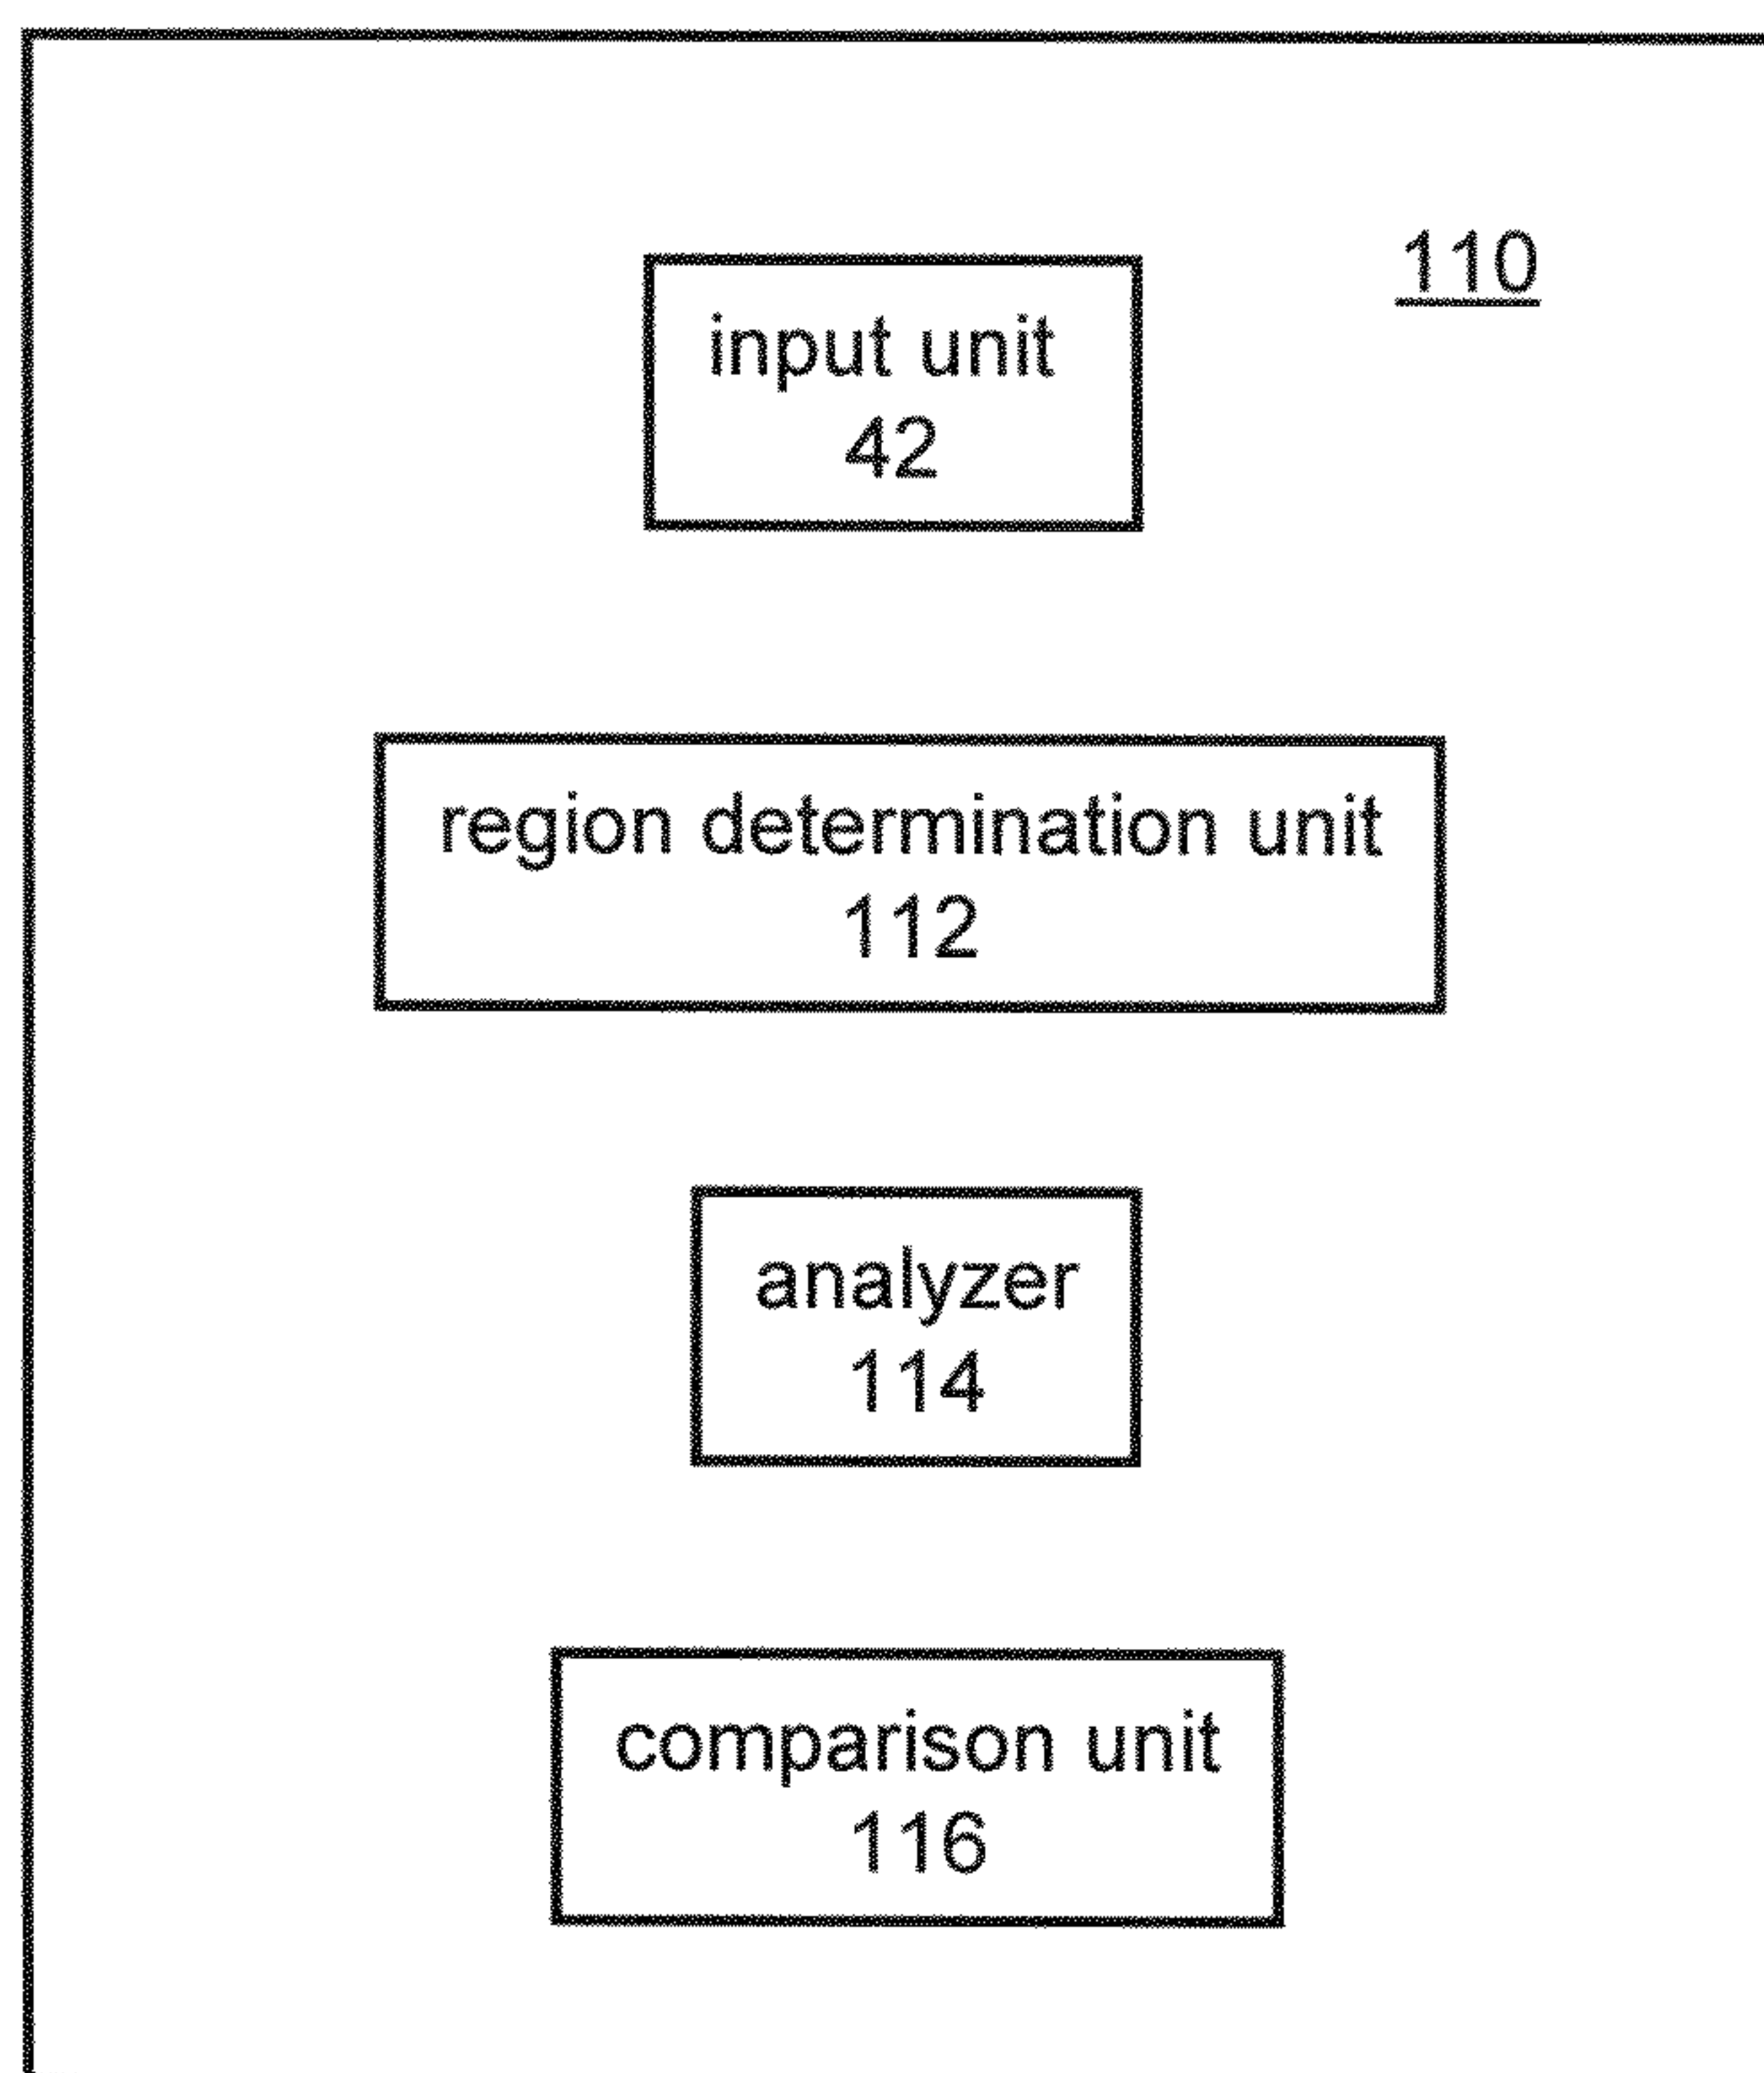 110
input unit
42
region determination unit
112
analyzer
114
comparison unit
116